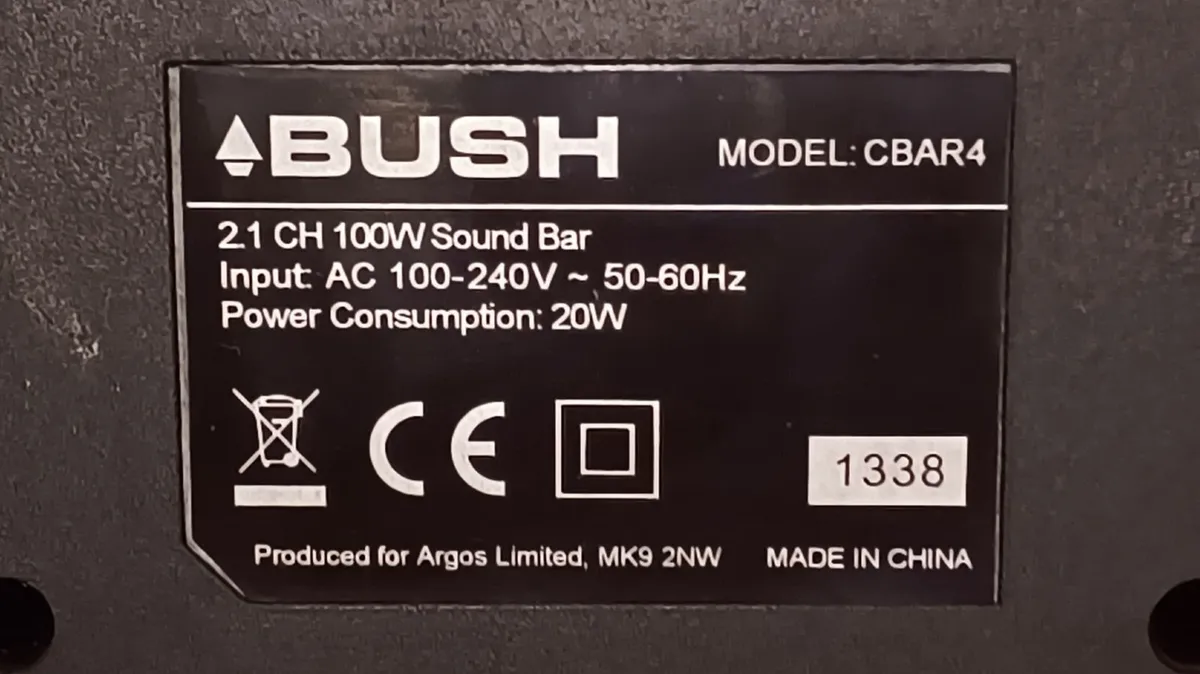 BUSH
MODEL: CBAR4
2.1 CH 100W Sound Bar
Input: AC 100-240V ~ 50-60Hz
Power Consumption: 20W
CE
1338
Produced for Argos Limited, MK9 2NW
MADE IN CHINA